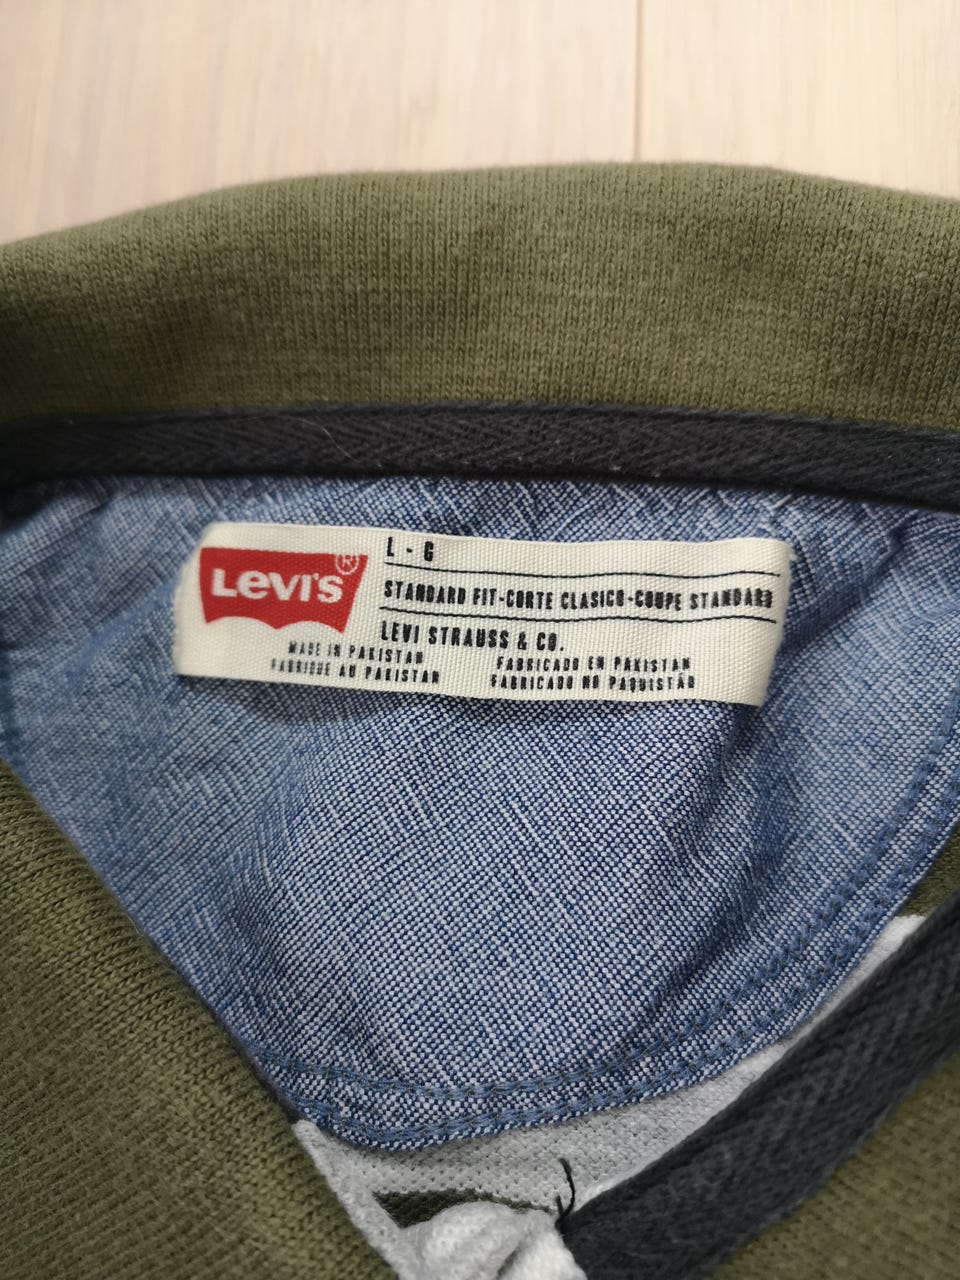 Levi's®
L - G
STANDARD FIT-CORTE CLASICO-COUPE STANDARD
LEVI STRAUSS & CO.
MADE IN PAKISTAN
FABRIQUE AU PAKISTAN
FABRICADO EN PAKISTAN
FABRICADO NO PAQUISTÃO